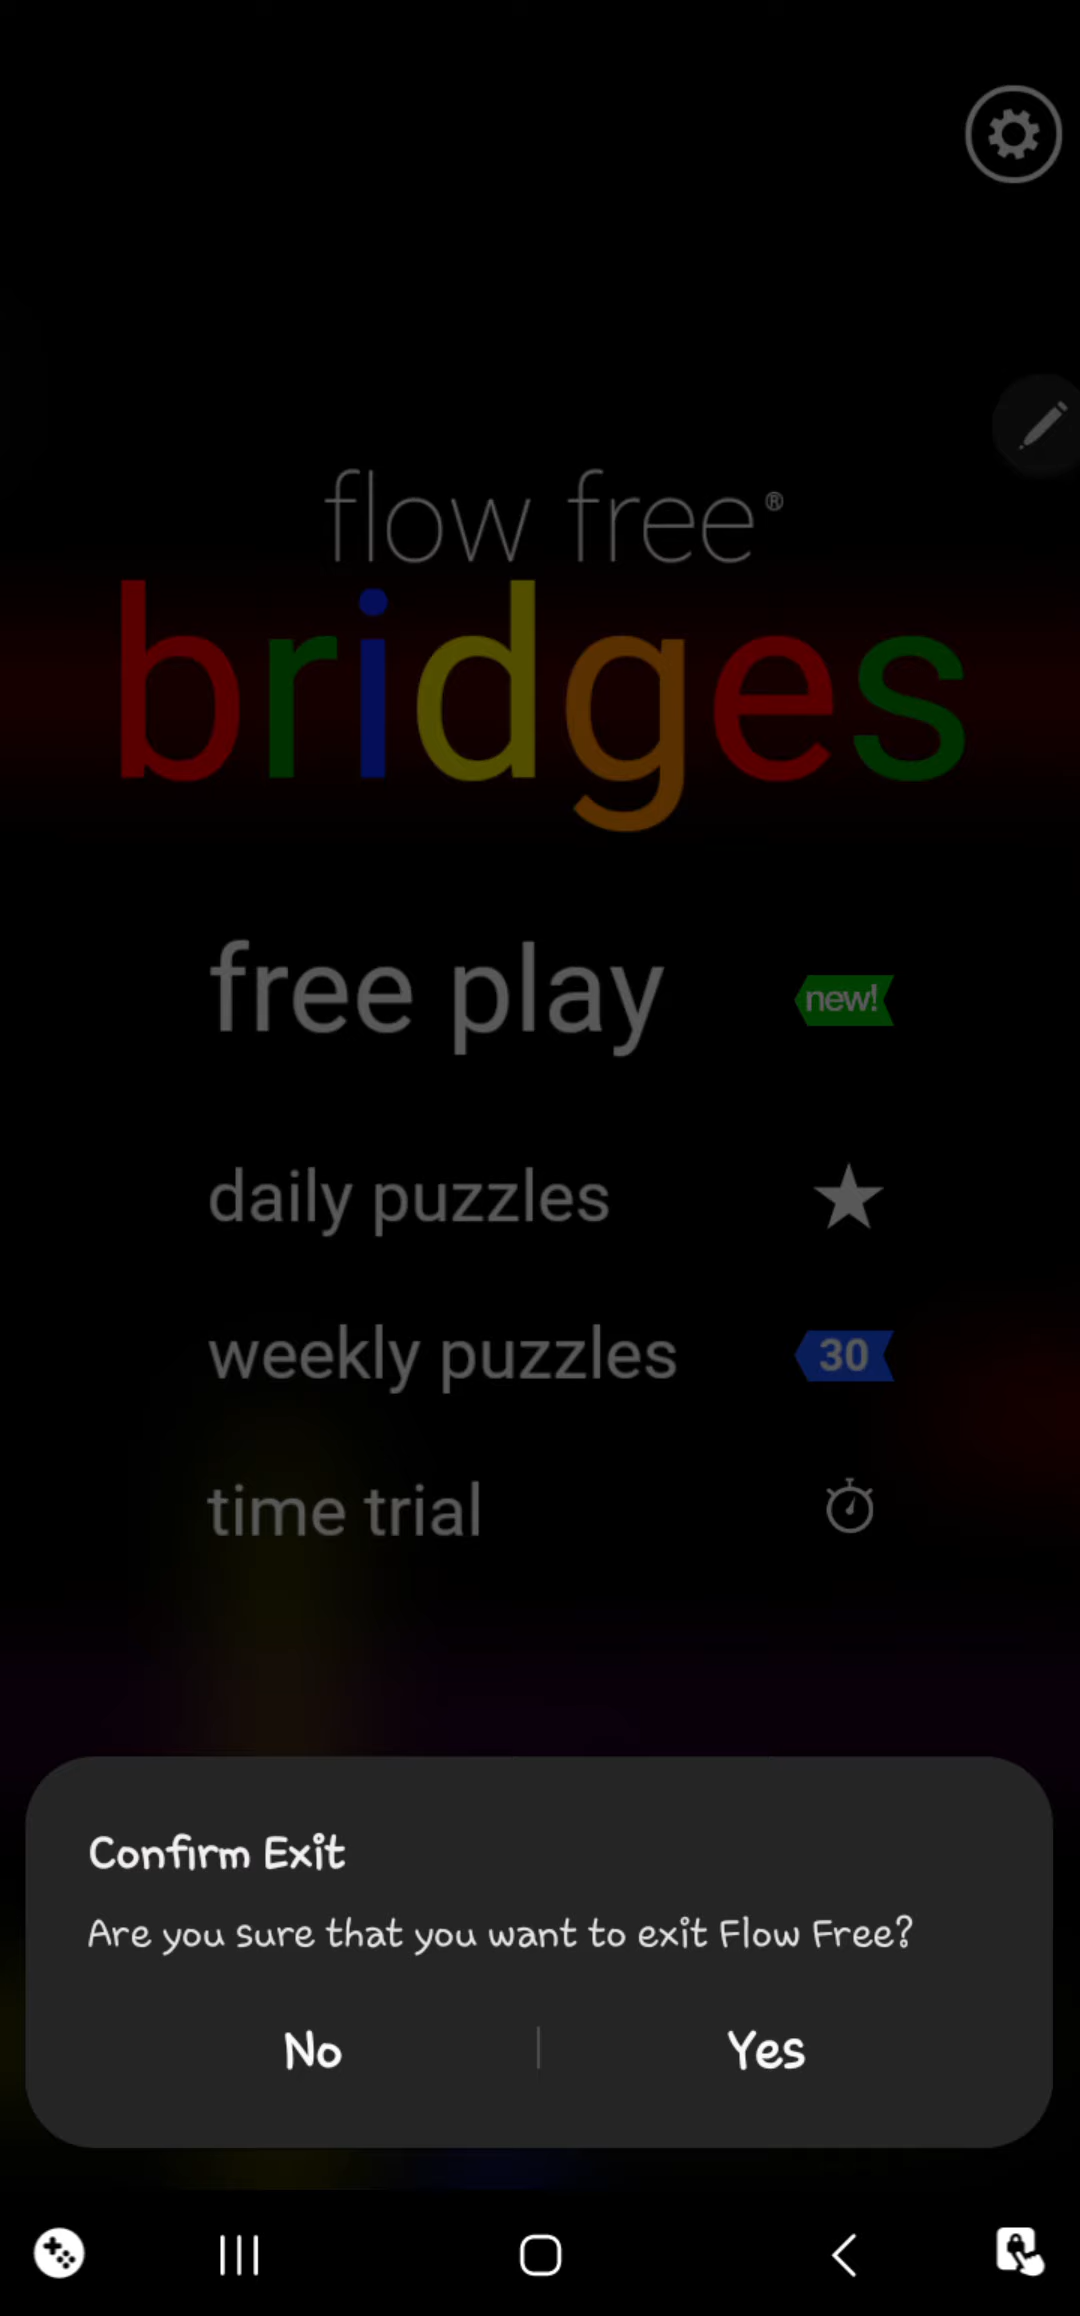 flow free®
bridges
free play
new!
daily puzzles
weekly puzzles
30
time trial
Confirm Exit
Are you sure that you want to exit Flow Free?
No
Yes